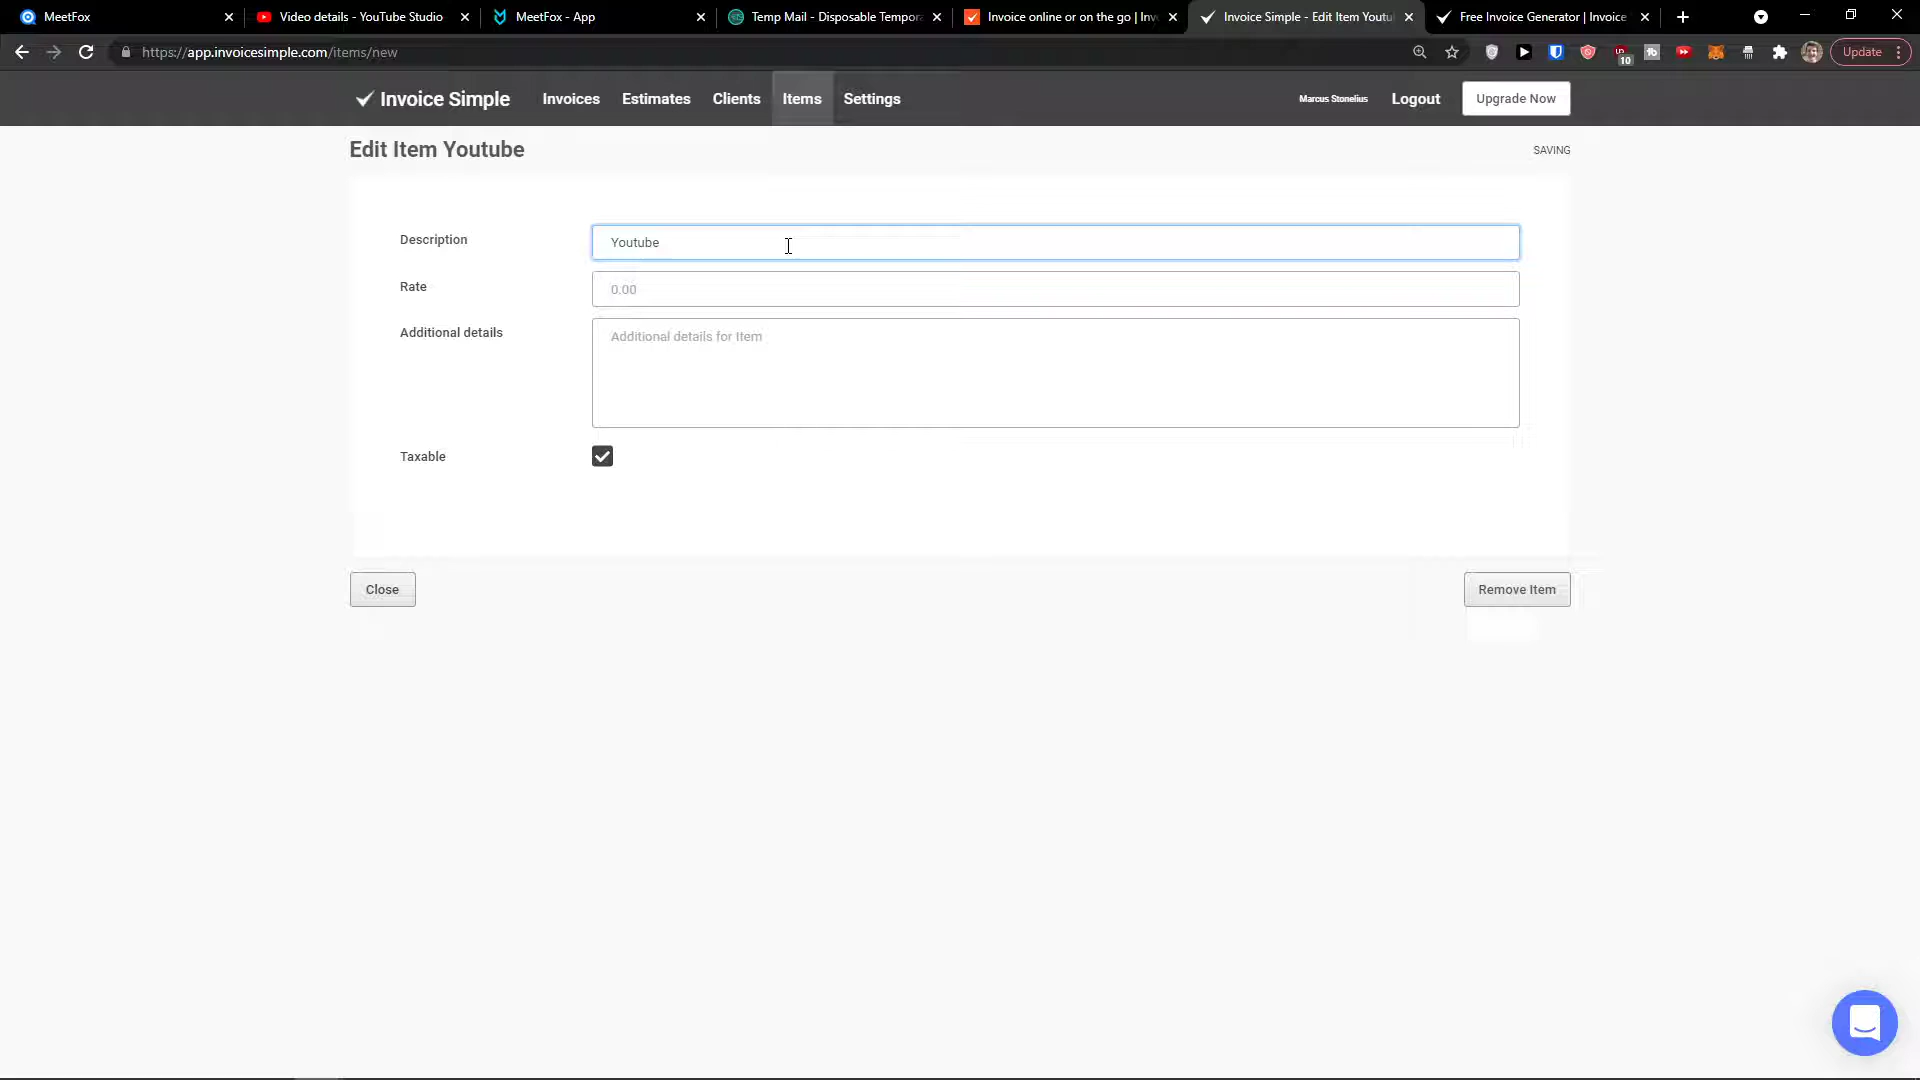 MeetFox
Video details - YouTube Studio
MeetFox - App
Temp Mail - Disposable Tempora
Invoice online or on the go | Inv
Invoice Simple - Edit Item Youtu
Free Invoice Generator | Invoice
https://app.invoicesimple.com/items/new
10
Update
Invoice Simple
Invoices
Estimates
Clients
Items
Settings
Marcus Stonelius
Logout
Upgrade Now
Edit Item Youtube
SAVING
Description
Youtube
Rate
0.00
Additional details
Additional details for Item
Taxable
Close
Remove Item